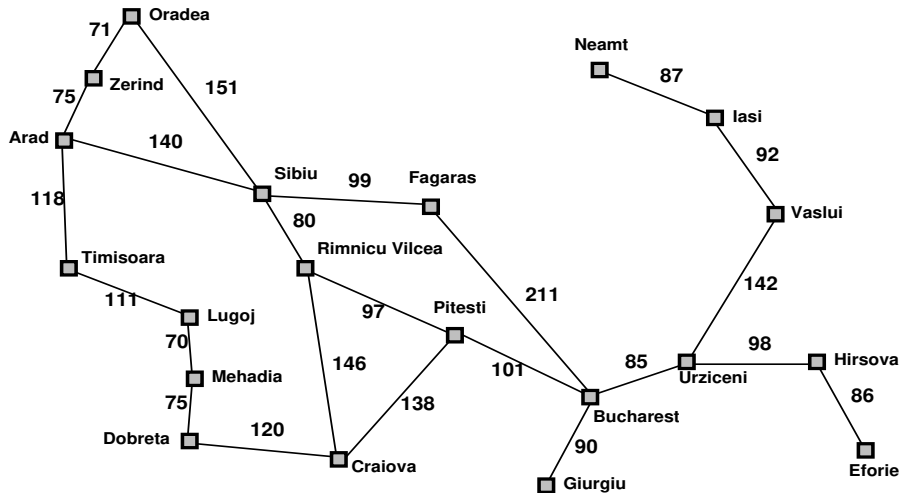 Oradea
71
Neamt
87
Zerind
151
75
Iasi
Arad
140
92
Sibiu
99
Fagaras
118
Vaslui
80
Rimnicu Vilcea
Timisoara
142
111
211
Lugoj
97
Pitesti
70
98
Hirsova
146
101
85
Mehadia
Urziceni
75
138
86
Bucharest
120
Dobreta
90
Craiova
Eforie
Giurgiu